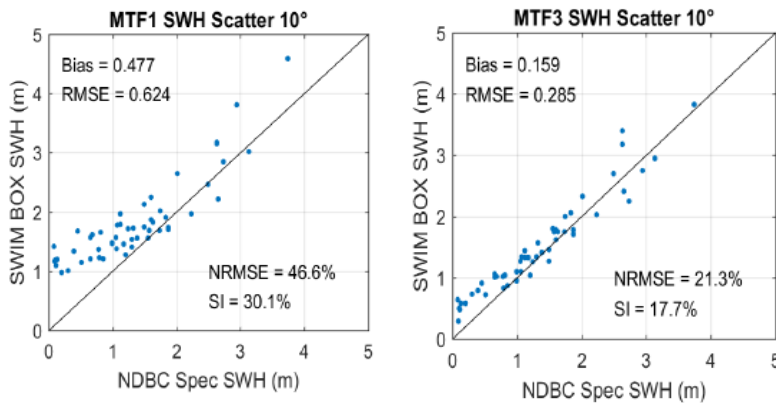 MTF1 SWH Scatter 10°
5
4
3
2
1
0
0 1 2 3 4 5
SWIM BOX SWH (m)
NDBC Spec SWH (m)
Bias = 0.477
RMSE = 0.624
NRMSE = 46.6%
SI = 30.1%
MTF3 SWH Scatter 10°
5
4
3
2
1
0
0 1 2 3 4 5
SWIM BOX SWH (m)
NDBC Spec SWH (m)
Bias = 0.159
RMSE = 0.285
NRMSE = 21.3%
SI = 17.7%